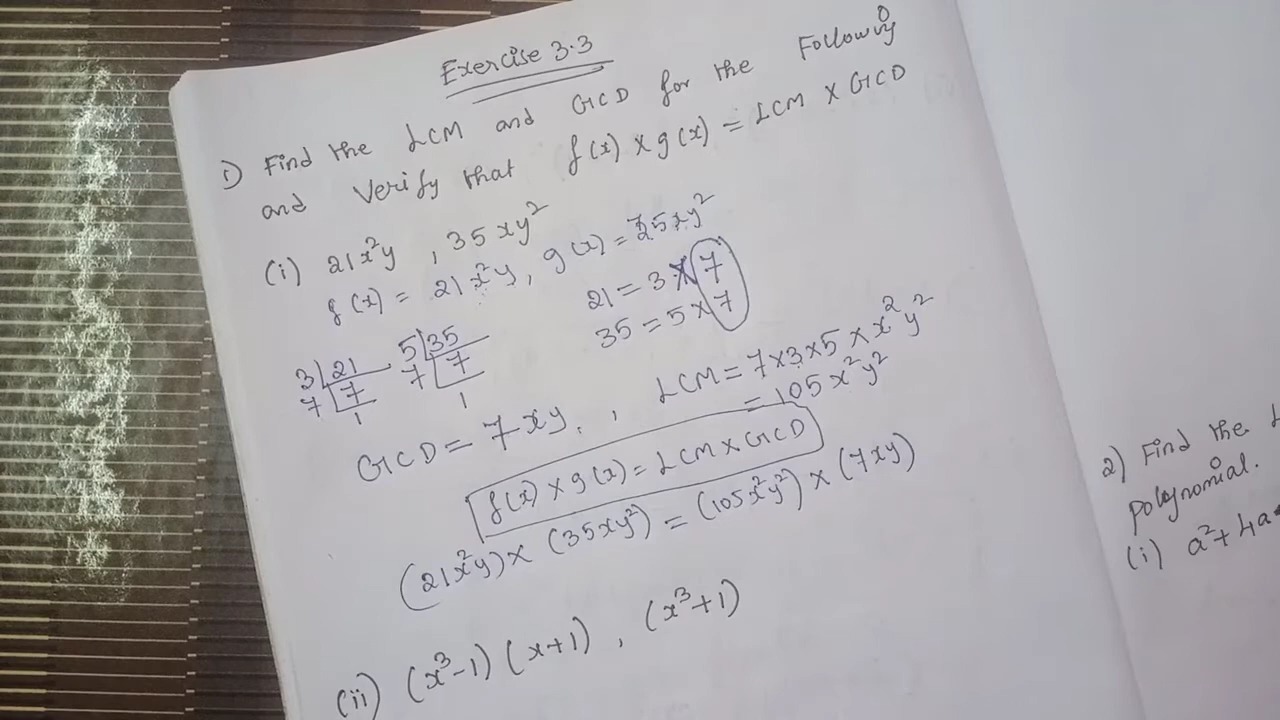 Exercise 3.3
1) Find the LCM and GCD for the Following
and Verify that f(x) × g(x) = LCM × GCD
(i) 21x²y , 35xy²
f(x) = 21x²y, g(x) = 35xy²
21 = 3 × 7
35 = 5 × 7
3 21 5 35
7 7 7 7
1 1
GCD = 7xy, , LCM = 7×3×5 × x²y²
= 105x²y²
f(x) × g(x) = LCM × GCD
(21x²y) × (35xy²) = (105x²y²) × (7xy)
(ii) (x³-1) (x+1) , (x³+1)
2) Find the
polynomial.
(i) a²+4a